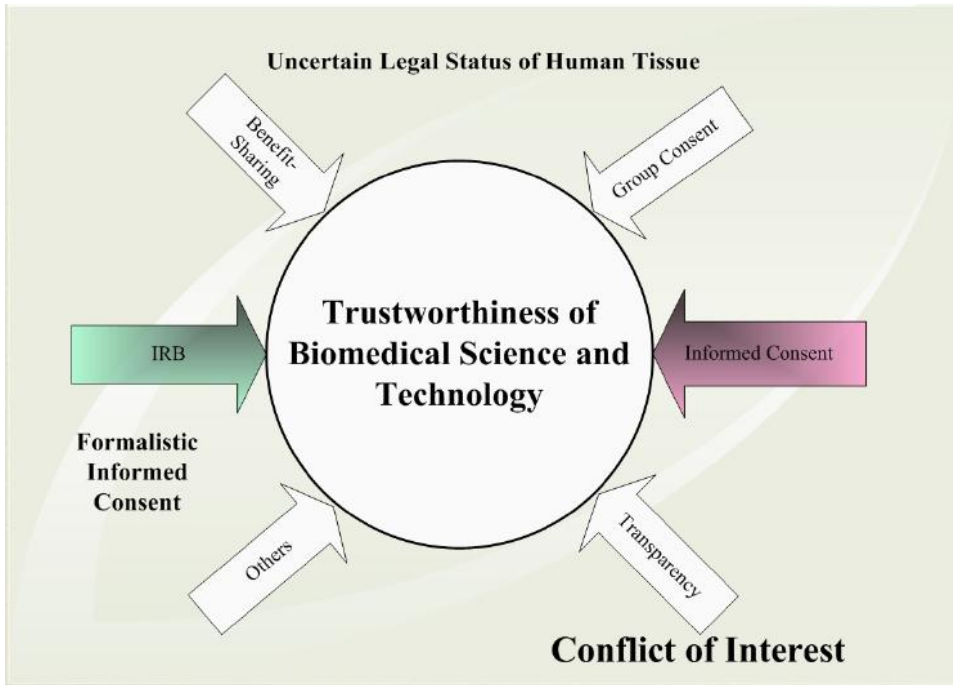 Uncertain Legal Status of Human Tissue
Benefit-
Sharing
Group Consent
Trustworthiness of
Biomedical Science and
Technology
IRB
Informed Consent
Formalistic
Informed
Consent
Others
Transparency
Conflict of Interest